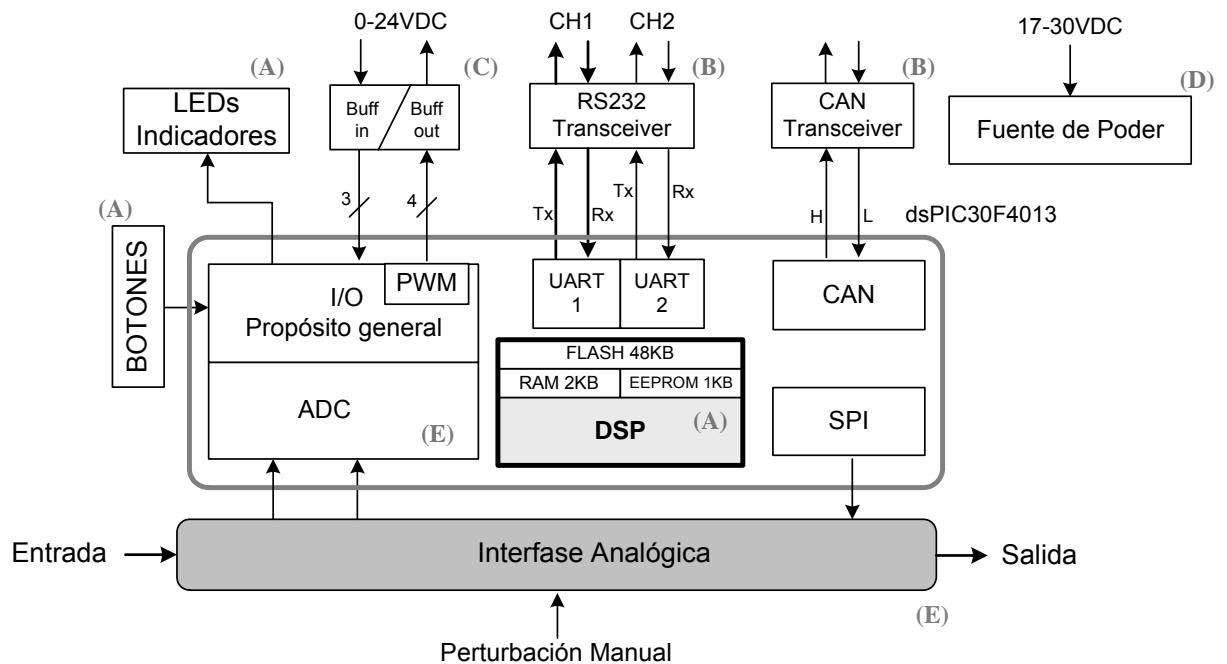 0-24VDC
CH1
CH2
17-30VDC
(A)
(C)
(B)
(B)
(D)
LEDs
Indicadores
Buff
in
Buff
out
RS232
Transceiver
CAN
Transceiver
Fuente de Poder
3
4
Tx
Rx
Tx
Rx
H
L
dsPIC30F4013
(A)
BOTONES
I/O
Propósito general
PWM
UART
1
UART
2
CAN
FLASH 48KB
RAM 2KB
EEPROM 1KB
DSP
(A)
ADC
(E)
SPI
Entrada
Interfase Analógica
Salida
(E)
Perturbación Manual